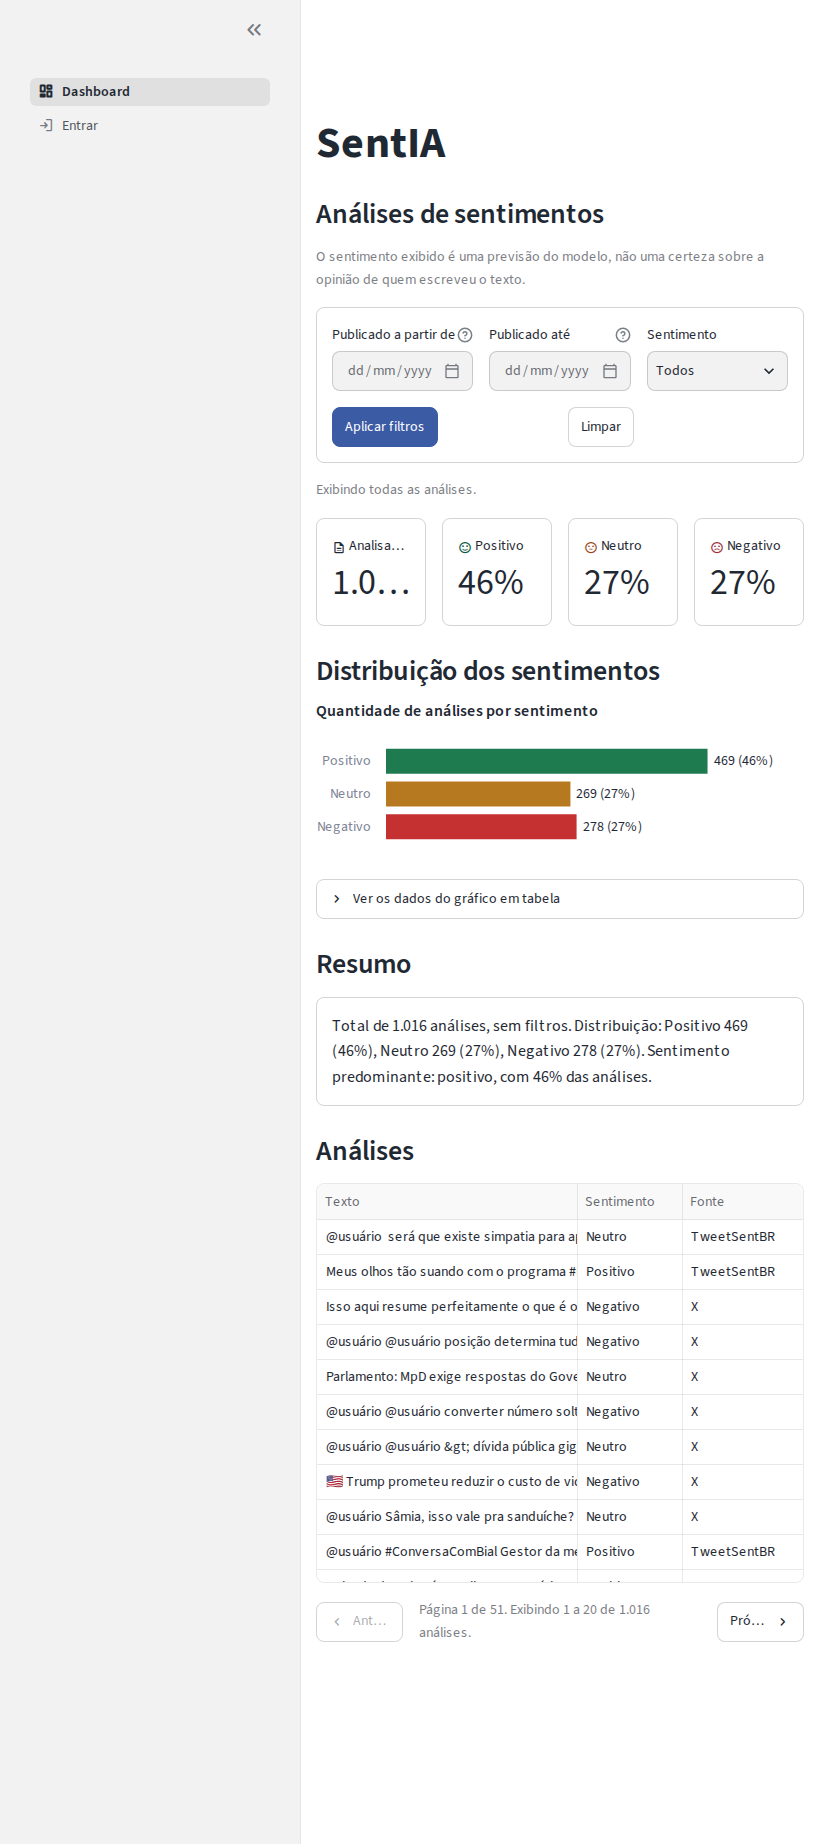 Dashboard
Entrar
SentIA
Análises de sentimentos
O sentimento exibido é uma previsão do modelo, não uma certeza sobre a
opinião de quem escreveu o texto.
Publicado a partir de Publicado até Sentimento
dd/mm/yyyy dd/mm/yyyy Todos
Aplicar filtros Limpar
Exibindo todas as análises.
Analisa... Positivo Neutro Negativo
1.0... 46% 27% 27%
Distribuição dos sentimentos
Quantidade de análises por sentimento
Positivo 469 (46%)
Neutro 269 (27%)
Negativo 278 (27%)
Ver os dados do gráfico em tabela
Resumo
Total de 1.016 análises, sem filtros. Distribuição: Positivo 469
(46%), Neutro 269 (27%), Negativo 278 (27%). Sentimento
predominante: positivo, com 46% das análises.
Análises
Texto Sentimento Fonte
@usuário será que existe simpatia para Neutro TweetSentBR
Meus olhos tão suando com o programa # Positivo TweetSentBR
Isso aqui resume perfeitamente o que é o Negativo X
@usuário @usuário posição determina tud Negativo X
Parlamento: MpD exige respostas do Gove Neutro X
@usuário @usuário converter número solt Negativo X
@usuário @usuário &gt; dívida pública gig Neutro X
🇺🇸 Trump prometeu reduzir o custo de vid Negativo X
@usuário Sâmia, isso vale pra sanduíche? Neutro X
@usuário #ConversaComBial Gestor da me Positivo TweetSentBR
Ant... Página 1 de 51. Exibindo 1 a 20 de 1.016 Pró...
análises.